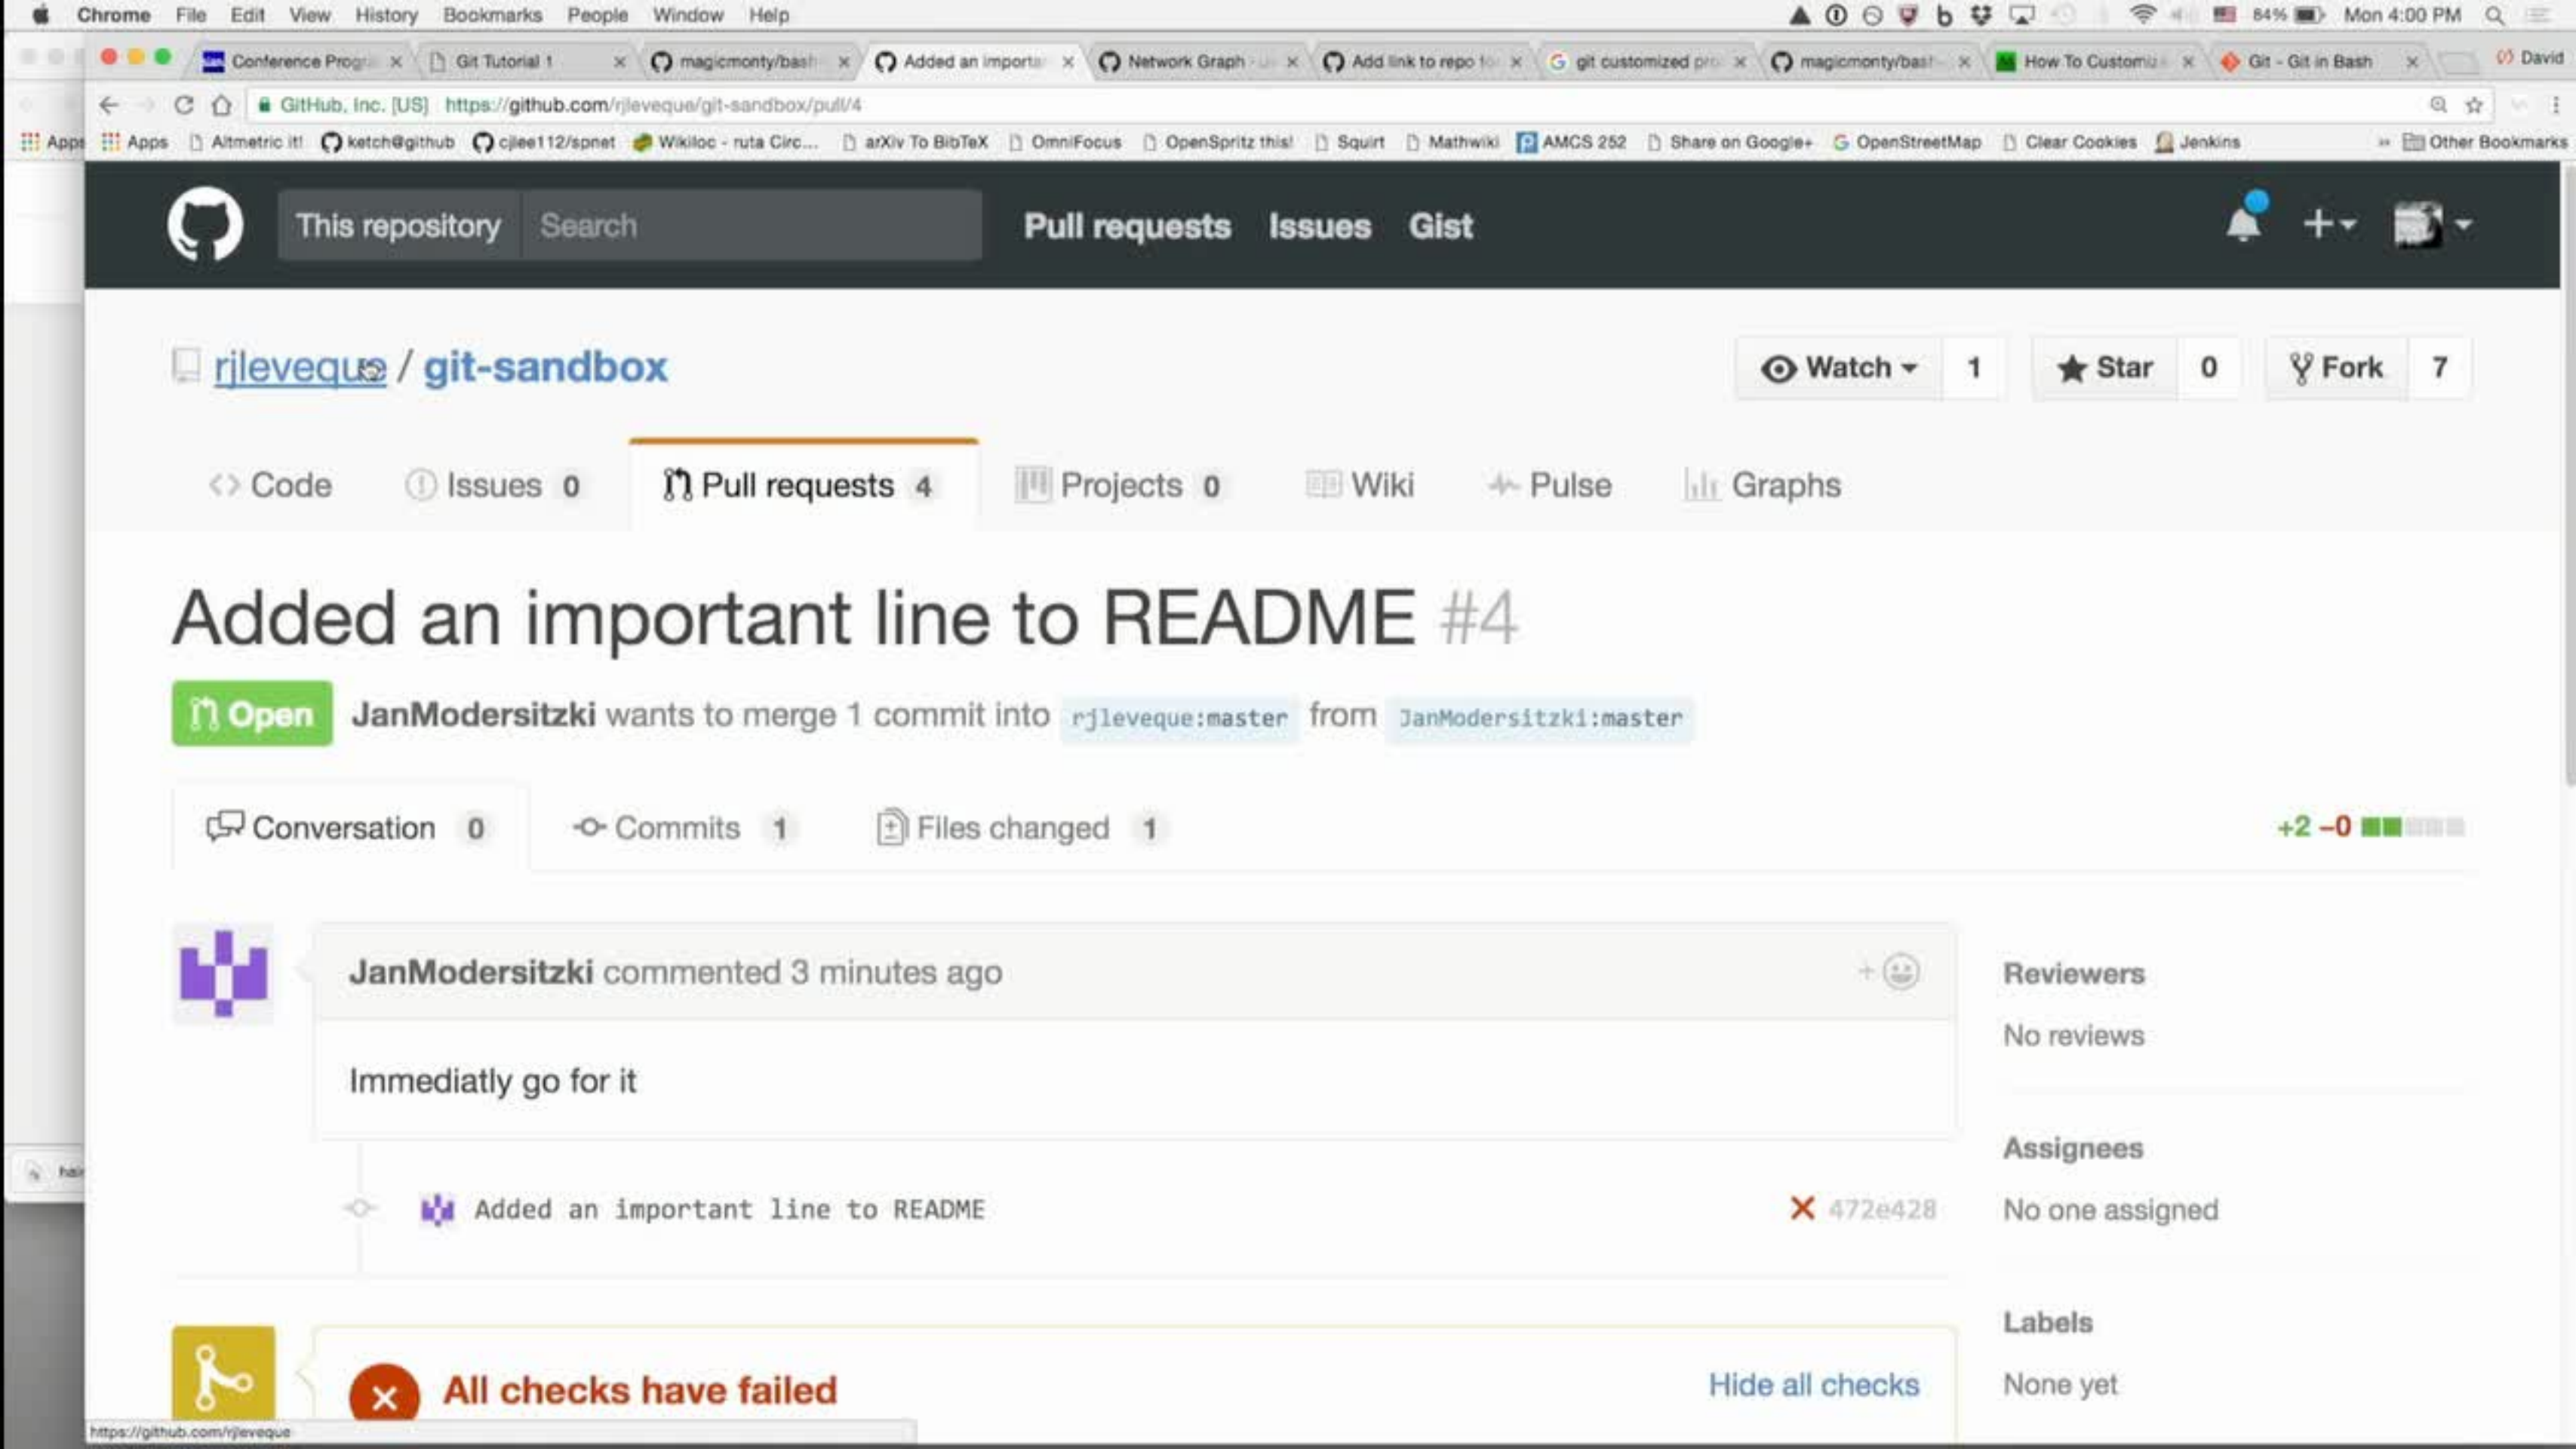 Chrome File Edit View History Bookmarks People Window Help 84% Mon 4:00 PM
Conference Progra Git Tutorial 1 magicmonty/bash Added an importa Network Graph Add link to repo for git customized pro magicmonty/bash How To Customiz Git - Git in Bash David
GitHub, Inc. [US] https://github.com/rjleveque/git-sandbox/pull/4
Apps Apps Altmetric it! ketch@github cjlee112/spnet Wikiloc - ruta Circ... arXiv To BibTeX OmniFocus OpenSpritz this! Squirt Mathwiki AMCS 252 Share on Google+ OpenStreetMap Clear Cookies Jenkins » Other Bookmarks
This repository Search Pull requests Issues Gist
rjleveque / git-sandbox Watch 1 Star 0 Fork 7
Code Issues 0 Pull requests 4 Projects 0 Wiki Pulse Graphs
Added an important line to README #4
Open JanModersitzki wants to merge 1 commit into rjleveque:master from JanModersitzki:master
Conversation 0 Commits 1 Files changed 1 +2 −0
JanModersitzki commented 3 minutes ago
Reviewers
No reviews
Immediatly go for it
Assignees
Added an important line to README 472e428
No one assigned
Labels
All checks have failed Hide all checks
None yet
https://github.com/rjleveque